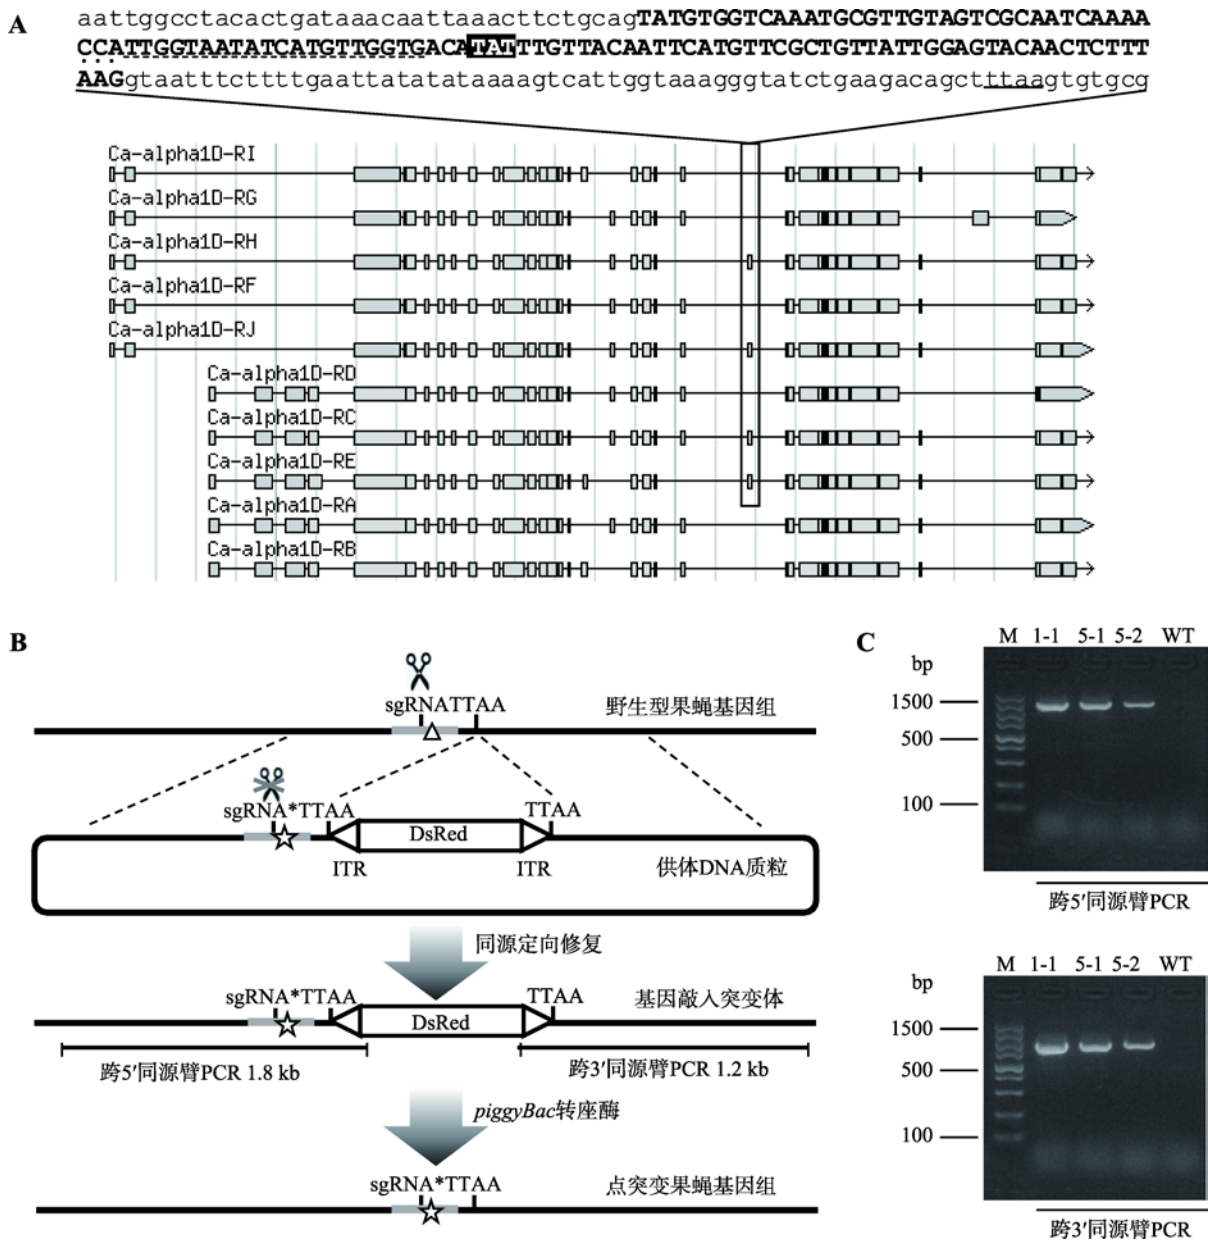 A
aattggcctacactgataaacaattaaacttctgcagTATGTGGTCAAATGCGTTGTAGTCGCAATCAAAA
CCATTGGTAATATCATGTTGGTGACATATTTGTTACAATTCATGTTCGCTGTTATTGGAGTACAACTCTTT
AAGgtaatttcttttgaattatatataaaagtcattggtaaagggtatctgaagacagctttaagtgtgcg
Ca-alpha1D-RI
Ca-alpha1D-RG
Ca-alpha1D-RH
Ca-alpha1D-RF
Ca-alpha1D-RJ
Ca-alpha1D-RD
Ca-alpha1D-RC
Ca-alpha1D-RE
Ca-alpha1D-RA
Ca-alpha1D-RB
B
sgRNATTAA
野生型果蝇基因组
sgRNA*TTAA
TTAA
DsRed
ITR
ITR
供体DNA质粒
同源定向修复
sgRNA*TTAA
TTAA
基因敲入突变体
DsRed
跨5′同源臂PCR 1.8 kb
跨3′同源臂PCR 1.2 kb
piggyBac转座酶
sgRNA*TTAA
点突变果蝇基因组
C
M 1-1 5-1 5-2 WT
bp
1500
500
100
跨5′同源臂PCR
M 1-1 5-1 5-2 WT
bp
1500
500
100
跨3′同源臂PCR